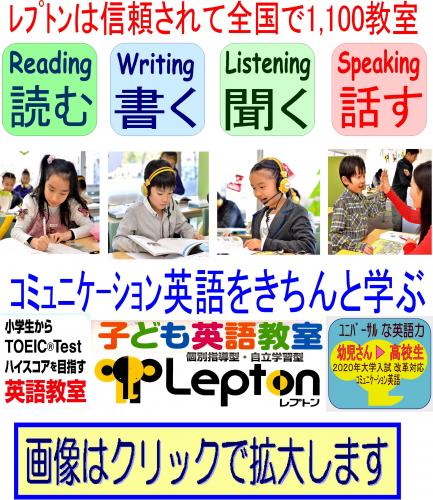 ﾚﾌﾟﾄﾝは信頼されて全国で1,100教室
Reading
読む
Writing
書く
Listening
聞く
Speaking
話す
ｺﾐｭﾆｹｰｼｮﾝ英語をきちんと学ぶ
小学生から
TOEIC®Test
ハイスコアを目指す
英語教室
子ども英語教室
個別指導型・自立学習型
Lepton
レプトン
ﾕﾆﾊﾞｰｻﾙな英語力
幼児さん▶高校生
2020年大学入試 改革対応
ｺﾐｭﾆｹｰｼｮﾝ英語
画像はクリックで拡大します